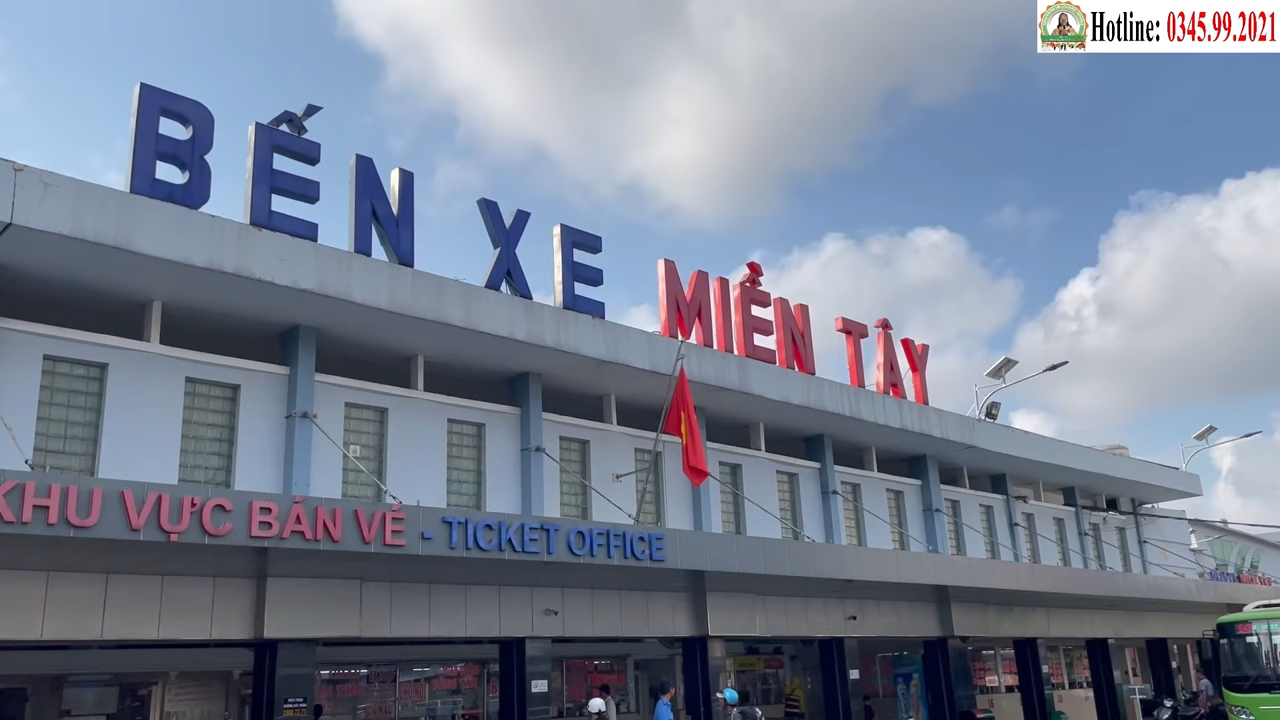 Hotline: 0345.99.2021
BẾN XE MIỀN TÂY
KHU VỰC BÁN VÉ - TICKET OFFICE